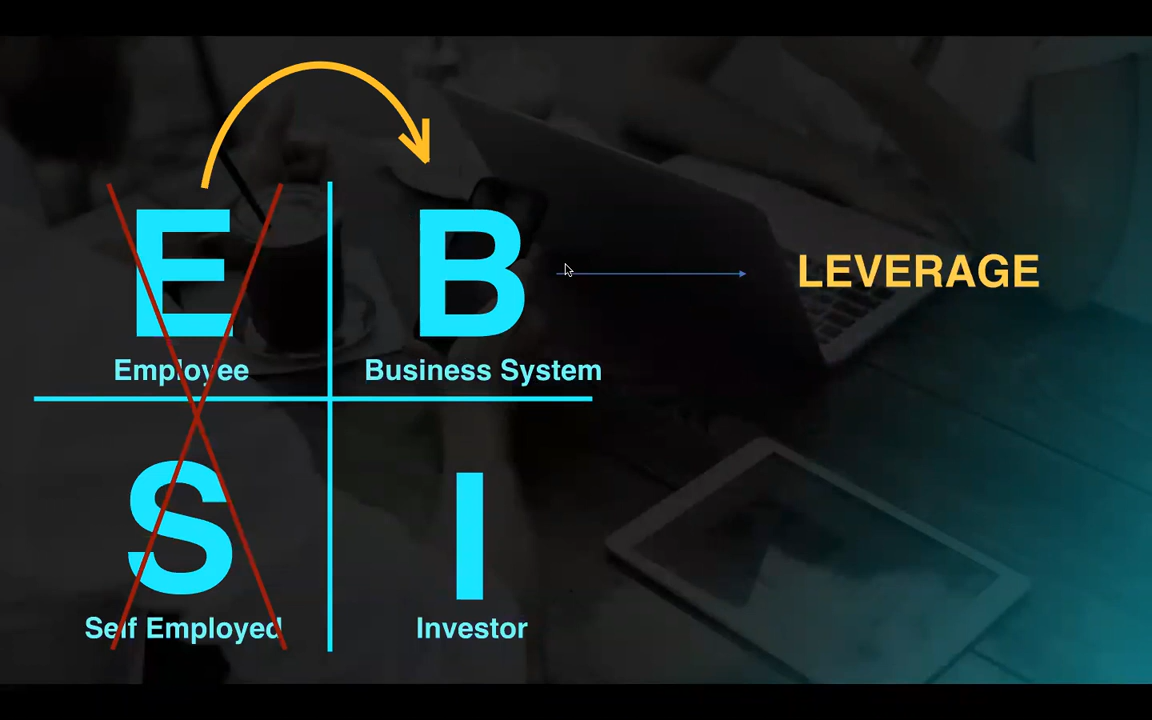 E
Employee
B
Business System
LEVERAGE
S
Self Employed
I
Investor